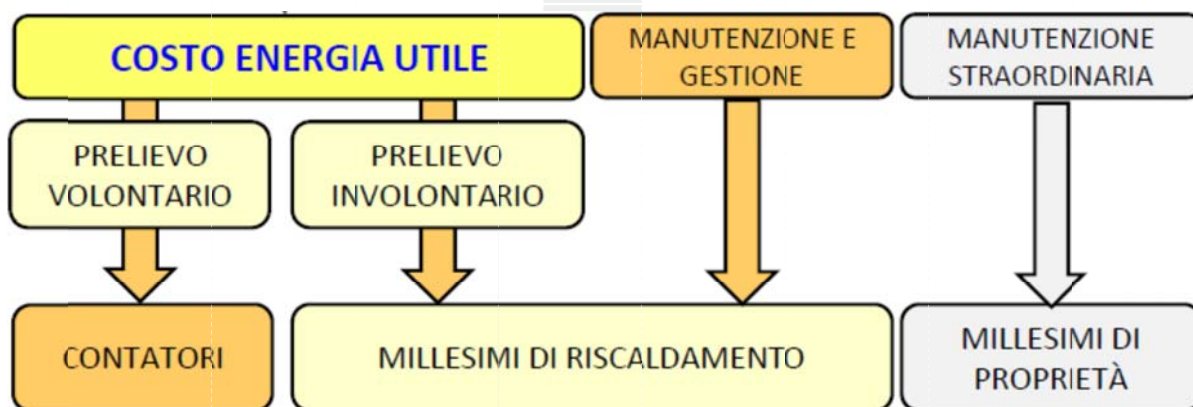 COSTO ENERGIA UTILE
MANUTENZIONE E
GESTIONE
MANUTENZIONE
STRAORDINARIA
PRELIEVO
VOLONTARIO
PRELIEVO
INVOLONTARIO
CONTATORI
MILLESIMI DI RISCALDAMENTO
MILLESIMI DI
PROPRIETÀ